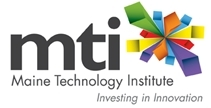 mti
Maine Technology Institute
Investing in Innovation